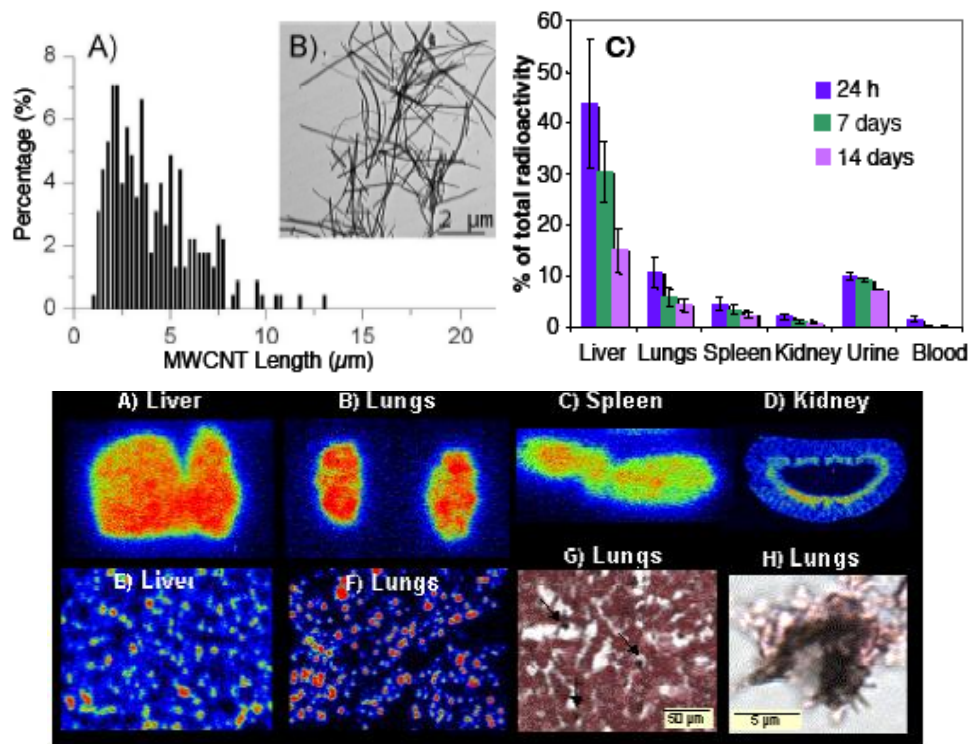 A)
Percentage (%)
8
6
4
2
0
0
5
10
15
20
MWCNT Length (µm)
B)
2 µm
C)
% of total radioactivity
60
50
40
30
20
10
0
24 h
7 days
14 days
Liver Lungs Spleen Kidney Urine Blood
A) Liver
B) Lungs
C) Spleen
D) Kidney
E) Liver
F) Lungs
G) Lungs
H) Lungs
50 µm
5 µm